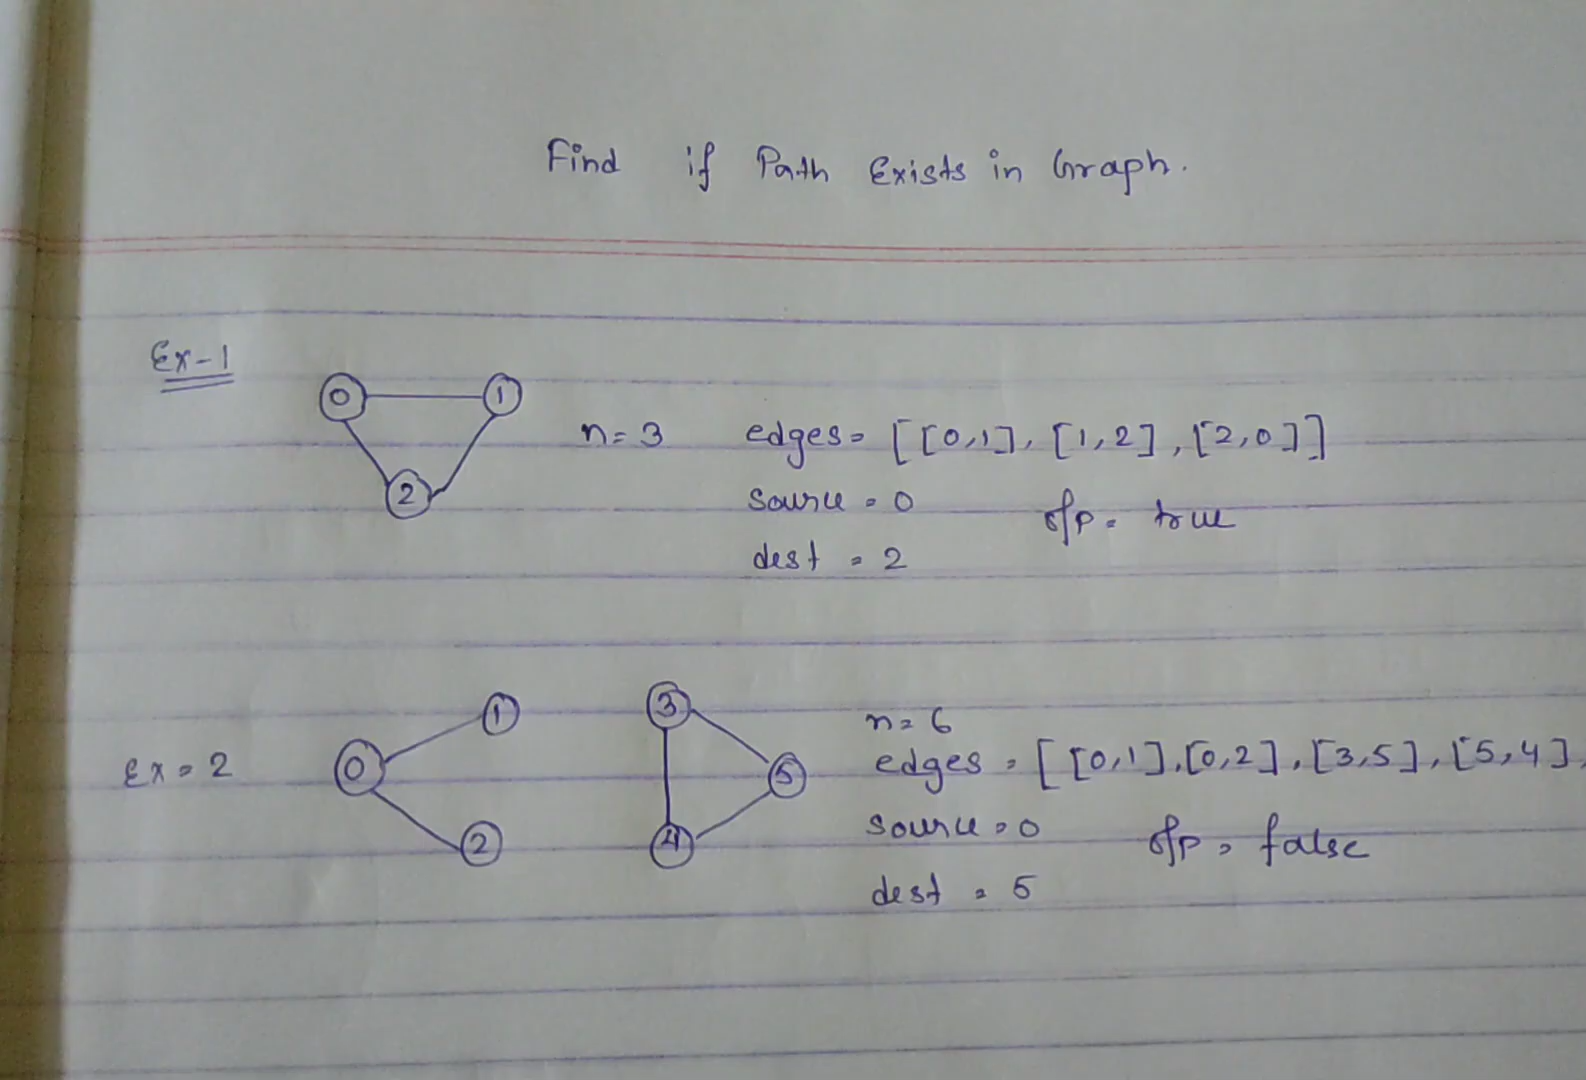 Find if Path Exists in Graph.
Ex-1
0 1
2
n=3 edges= [[0,1], [1,2], [2,0]]
source = 0 o/p = true
dest = 2
Ex=2
1 3
0 5
2 4
n=6
edges = [[0,1],[0,2],[3,5],[5,4],
source=0 o/p = false
dest = 5